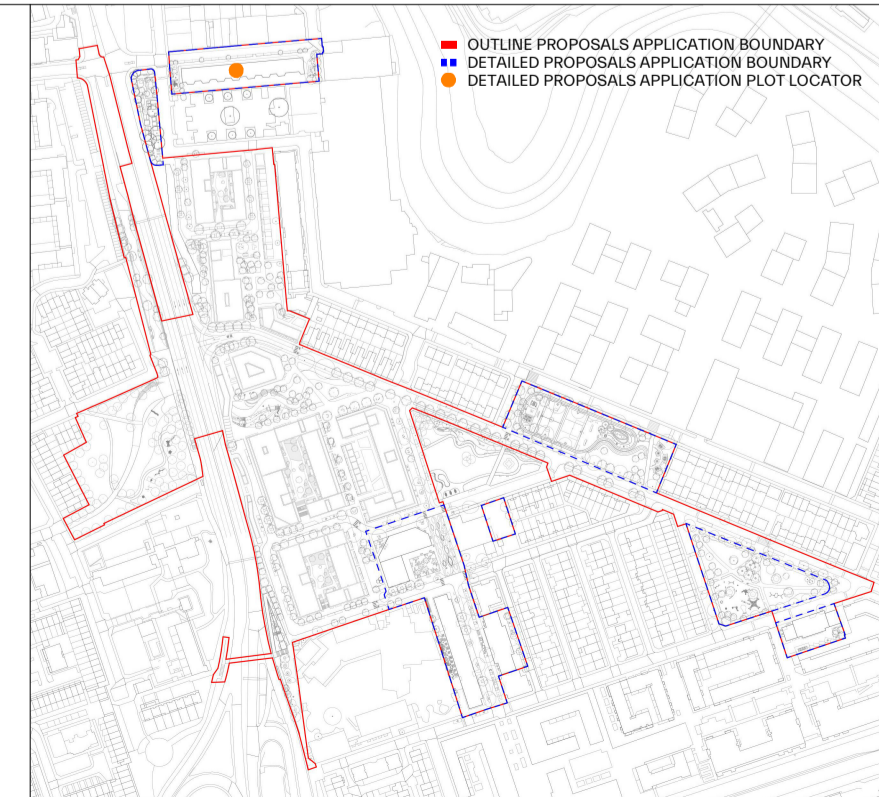 OUTLINE PROPOSALS APPLICATION BOUNDARY
DETAILED PROPOSALS APPLICATION BOUNDARY
DETAILED PROPOSALS APPLICATION PLOT LOCATOR